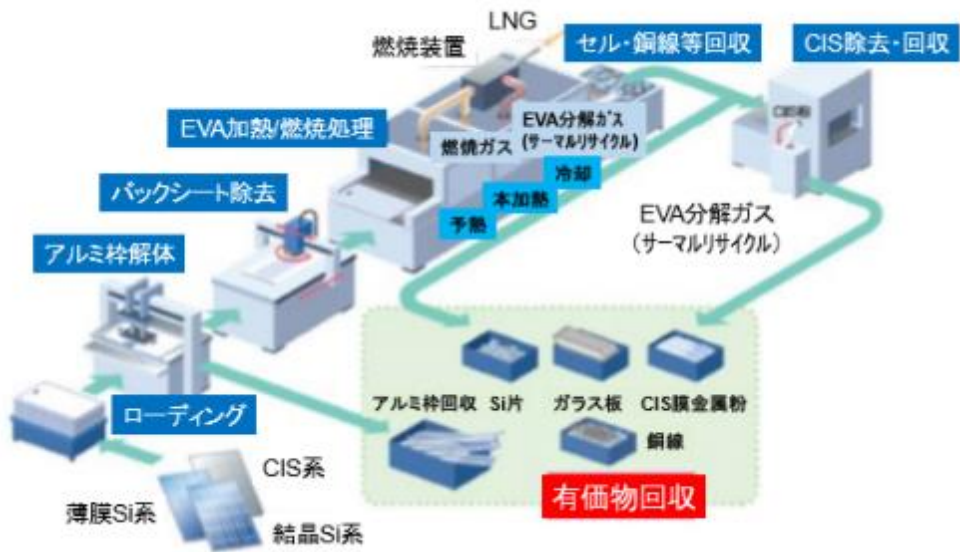 LNG
燃焼装置
セル・銅線等回収
CIS除去・回収
EVA加熱/燃焼処理
燃焼ガス
EVA分解ガス
(サーマルリサイクル)
冷却
本加熱
予熱
バックシート除去
EVA分解ガス
(サーマルリサイクル)
アルミ枠解体
ローディング
アルミ枠回収
Si片
ガラス板
CIS膜金属粉
銅線
有価物回収
CIS系
薄膜Si系
結晶Si系